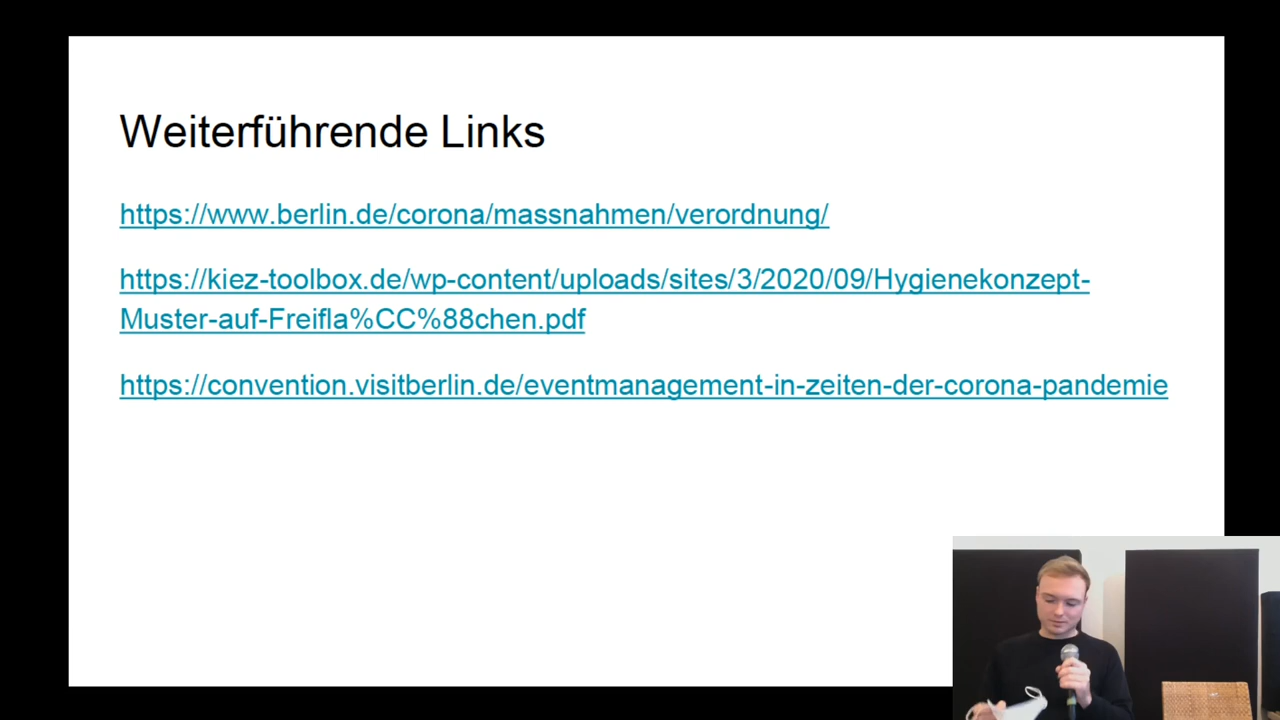 Weiterführende Links
https://www.berlin.de/corona/massnahmen/verordnung/
https://kiez-toolbox.de/wp-content/uploads/sites/3/2020/09/Hygienekonzept-
Muster-auf-Freifla%CC%88chen.pdf
https://convention.visitberlin.de/eventmanagement-in-zeiten-der-corona-pandemie